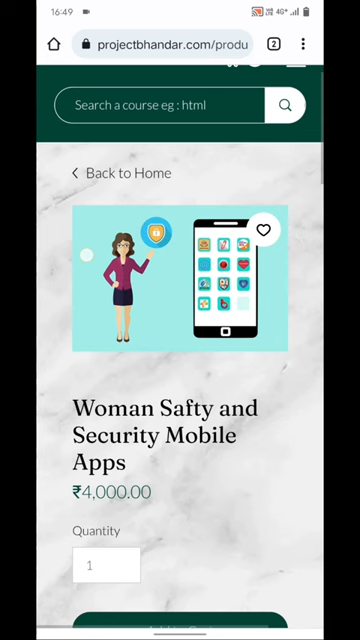 16:49
4G+
projectbhandar.com/produ
2
Search a course eg : html
Back to Home
Woman Safty and
Security Mobile
Apps
₹4,000.00
Quantity
1